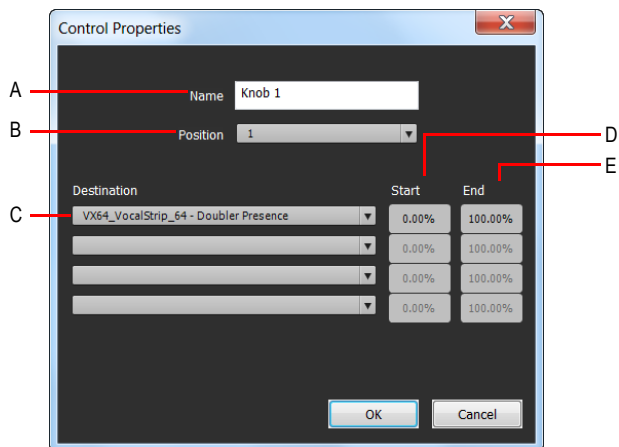 Control Properties
X
A
Name
Knob 1
B
Position
1
D
E
Destination
Start
End
C
VX64_VocalStrip_64 - Doubler Presence
0.00%
100.00%
0.00%
100.00%
0.00%
100.00%
0.00%
100.00%
OK
Cancel